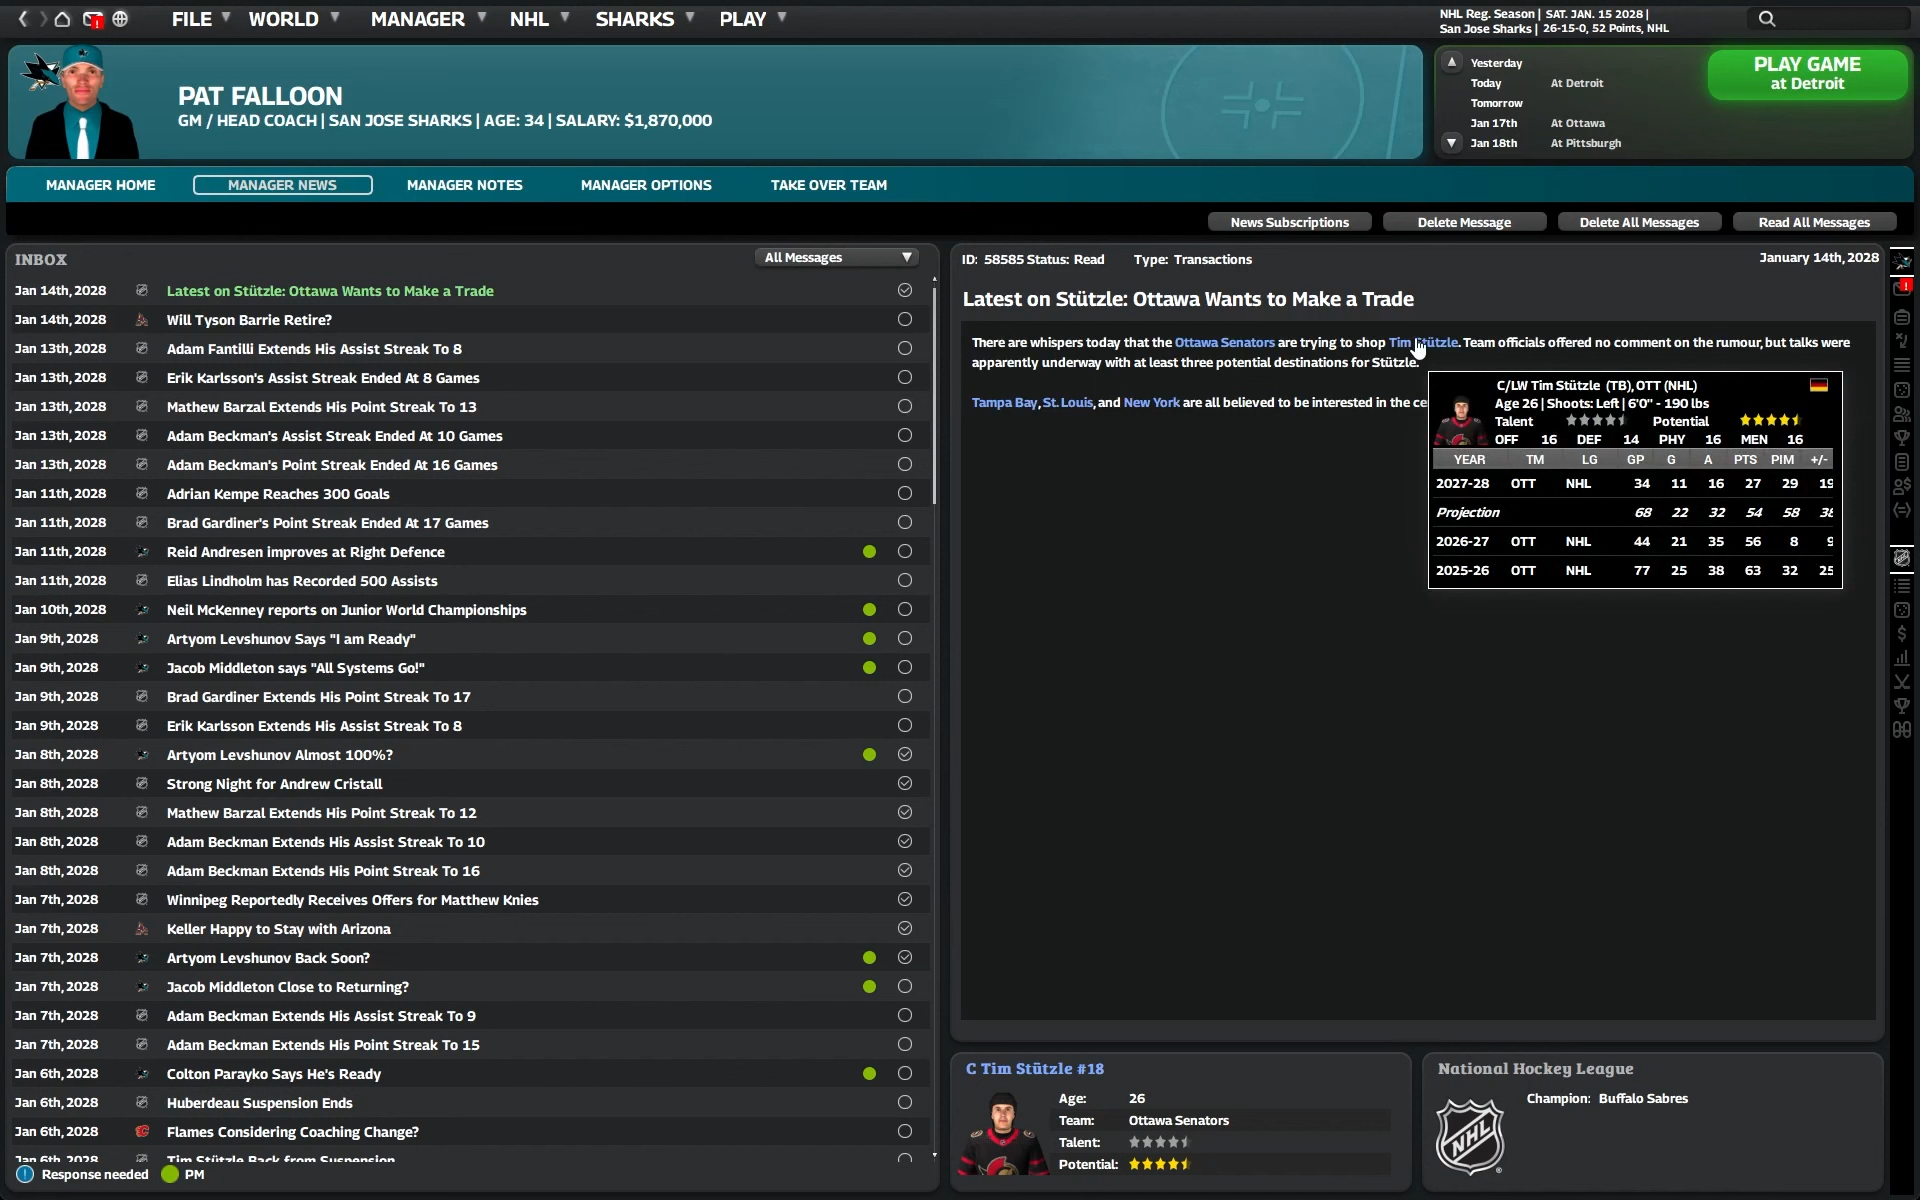 FILE WORLD MANAGER NHL SHARKS PLAY
NHL Reg. Season | SAT. JAN. 15 2028 |
San Jose Sharks | 26-15-0, 52 Points, NHL
PAT FALLOON
GM / HEAD COACH | SAN JOSE SHARKS | AGE: 34 | SALARY: $1,870,000
Yesterday
Today At Detroit
Tomorrow
Jan 17th At Ottawa
Jan 18th At Pittsburgh
PLAY GAME
at Detroit
MANAGER HOME MANAGER NEWS MANAGER NOTES MANAGER OPTIONS TAKE OVER TEAM
News Subscriptions Delete Message Delete All Messages Read All Messages
INBOX All Messages
Jan 14th, 2028 Latest on Stützle: Ottawa Wants to Make a Trade
Jan 14th, 2028 Will Tyson Barrie Retire?
Jan 13th, 2028 Adam Fantilli Extends His Assist Streak To 8
Jan 13th, 2028 Erik Karlsson's Assist Streak Ended At 8 Games
Jan 13th, 2028 Mathew Barzal Extends His Point Streak To 13
Jan 13th, 2028 Adam Beckman's Assist Streak Ended At 10 Games
Jan 13th, 2028 Adam Beckman's Point Streak Ended At 16 Games
Jan 11th, 2028 Adrian Kempe Reaches 300 Goals
Jan 11th, 2028 Brad Gardiner's Point Streak Ended At 17 Games
Jan 11th, 2028 Reid Andresen improves at Right Defence
Jan 11th, 2028 Elias Lindholm has Recorded 500 Assists
Jan 10th, 2028 Neil McKenney reports on Junior World Championships
Jan 9th, 2028 Artyom Levshunov Says "I am Ready"
Jan 9th, 2028 Jacob Middleton says "All Systems Go!"
Jan 9th, 2028 Brad Gardiner Extends His Point Streak To 17
Jan 9th, 2028 Erik Karlsson Extends His Assist Streak To 8
Jan 8th, 2028 Artyom Levshunov Almost 100%?
Jan 8th, 2028 Strong Night for Andrew Cristall
Jan 8th, 2028 Mathew Barzal Extends His Point Streak To 12
Jan 8th, 2028 Adam Beckman Extends His Assist Streak To 10
Jan 8th, 2028 Adam Beckman Extends His Point Streak To 16
Jan 7th, 2028 Winnipeg Reportedly Receives Offers for Matthew Knies
Jan 7th, 2028 Keller Happy to Stay with Arizona
Jan 7th, 2028 Artyom Levshunov Back Soon?
Jan 7th, 2028 Jacob Middleton Close to Returning?
Jan 7th, 2028 Adam Beckman Extends His Assist Streak To 9
Jan 7th, 2028 Adam Beckman Extends His Point Streak To 15
Jan 6th, 2028 Colton Parayko Says He's Ready
Jan 6th, 2028 Huberdeau Suspension Ends
Jan 6th, 2028 Flames Considering Coaching Change?
Jan 6th, 2028 Tim Stützle Back from Suspension
Response needed PM
ID: 58585 Status: Read Type: Transactions January 14th, 2028
Latest on Stützle: Ottawa Wants to Make a Trade
There are whispers today that the Ottawa Senators are trying to shop Tim Stützle. Team officials offered no comment on the rumour, but talks were
apparently underway with at least three potential destinations for Stützle.
Tampa Bay, St. Louis, and New York are all believed to be interested in the ce
C/LW Tim Stützle (TB), OTT (NHL)
Age 26 | Shoots: Left | 6'0" - 190 lbs
Talent Potential
OFF 16 DEF 14 PHY 16 MEN 16
YEAR TM LG GP G A PTS PIM +/-
2027-28 OTT NHL 34 11 16 27 29 19
Projection 68 22 32 54 58 38
2026-27 OTT NHL 44 21 35 56 8 9
2025-26 OTT NHL 77 25 38 63 32 25
C Tim Stützle #18
Age: 26
Team: Ottawa Senators
Talent:
Potential:
National Hockey League
Champion: Buffalo Sabres
NHL